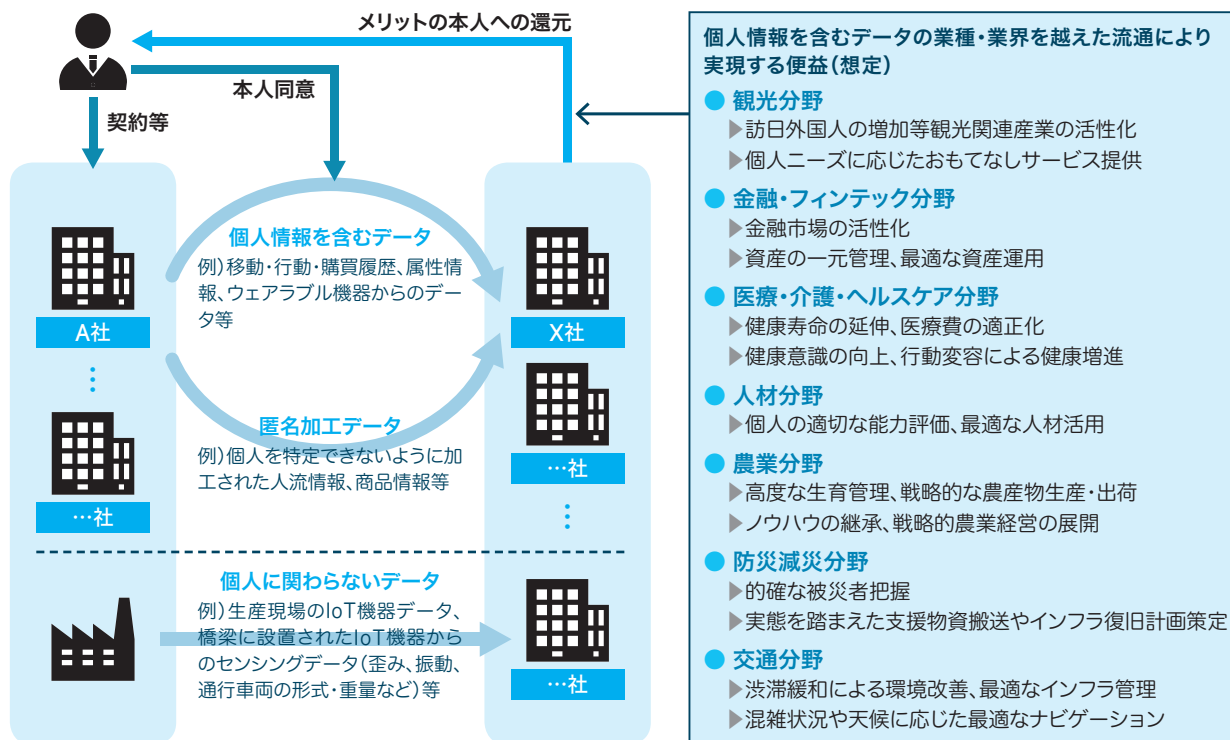 メリットの本人への還元
本人同意
契約等
個人情報を含むデータ
例)移動・行動・購買履歴、属性情
報、ウェアラブル機器からのデー
タ等
A社
X社
⋮
匿名加工データ
例)個人を特定できないように加
工された人流情報、商品情報等
…社
…社
⋮
個人に関わらないデータ
例)生産現場のIoT機器データ、
橋梁に設置されたIoT機器から
のセンシングデータ(歪み、振動、
通行車両の形式・重量など)等
…社
個人情報を含むデータの業種・業界を越えた流通により
実現する便益(想定)
● 観光分野
▶訪日外国人の増加等観光関連産業の活性化
▶個人ニーズに応じたおもてなしサービス提供
● 金融・フィンテック分野
▶金融市場の活性化
▶資産の一元管理、最適な資産運用
● 医療・介護・ヘルスケア分野
▶健康寿命の延伸、医療費の適正化
▶健康意識の向上、行動変容による健康増進
● 人材分野
▶個人の適切な能力評価、最適な人材活用
● 農業分野
▶高度な生育管理、戦略的な農産物生産・出荷
▶ノウハウの継承、戦略的農業経営の展開
● 防災減災分野
▶的確な被災者把握
▶実態を踏まえた支援物資搬送やインフラ復旧計画策定
● 交通分野
▶渋滞緩和による環境改善、最適なインフラ管理
▶混雑状況や天候に応じた最適なナビゲーション